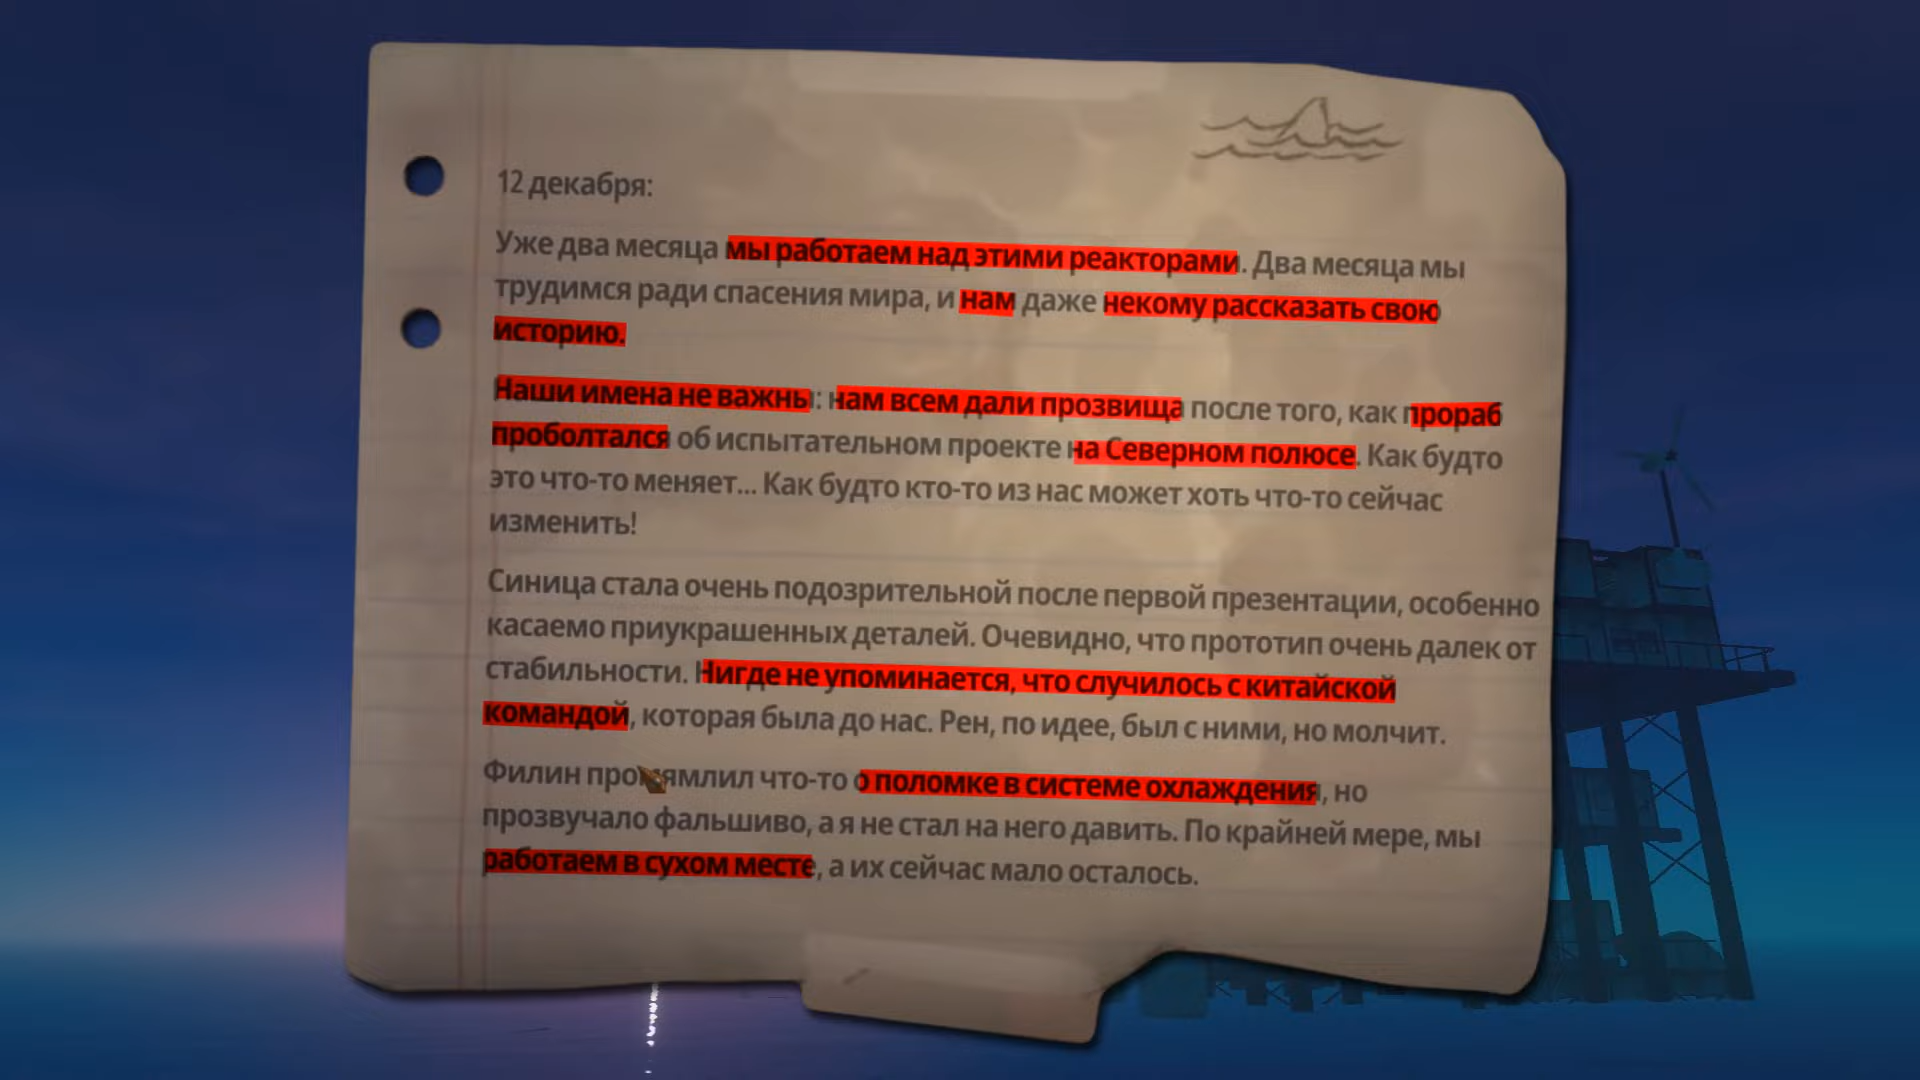 12 декабря:
Уже два месяца мы работаем над этими реакторами. Два месяца мы
трудимся ради спасения мира, и нам даже некому рассказать свою
историю.
Наши имена не важны: нам всем дали прозвища после того, как прораб
проболтался об испытательном проекте на Северном полюсе. Как будто
это что-то меняет... Как будто кто-то из нас может хоть что-то сейчас
изменить!
Синица стала очень подозрительной после первой презентации, особенно
касаемо приукрашенных деталей. Очевидно, что прототип очень далек от
стабильности. Нигде не упоминается, что случилось с китайской
командой, которая была до нас. Рен, по идее, был с ними, но молчит.
Филин промямлил что-то о поломке в системе охлаждения, но
прозвучало фальшиво, а я не стал на него давить. По крайней мере, мы
работаем в сухом месте, а их сейчас мало осталось.